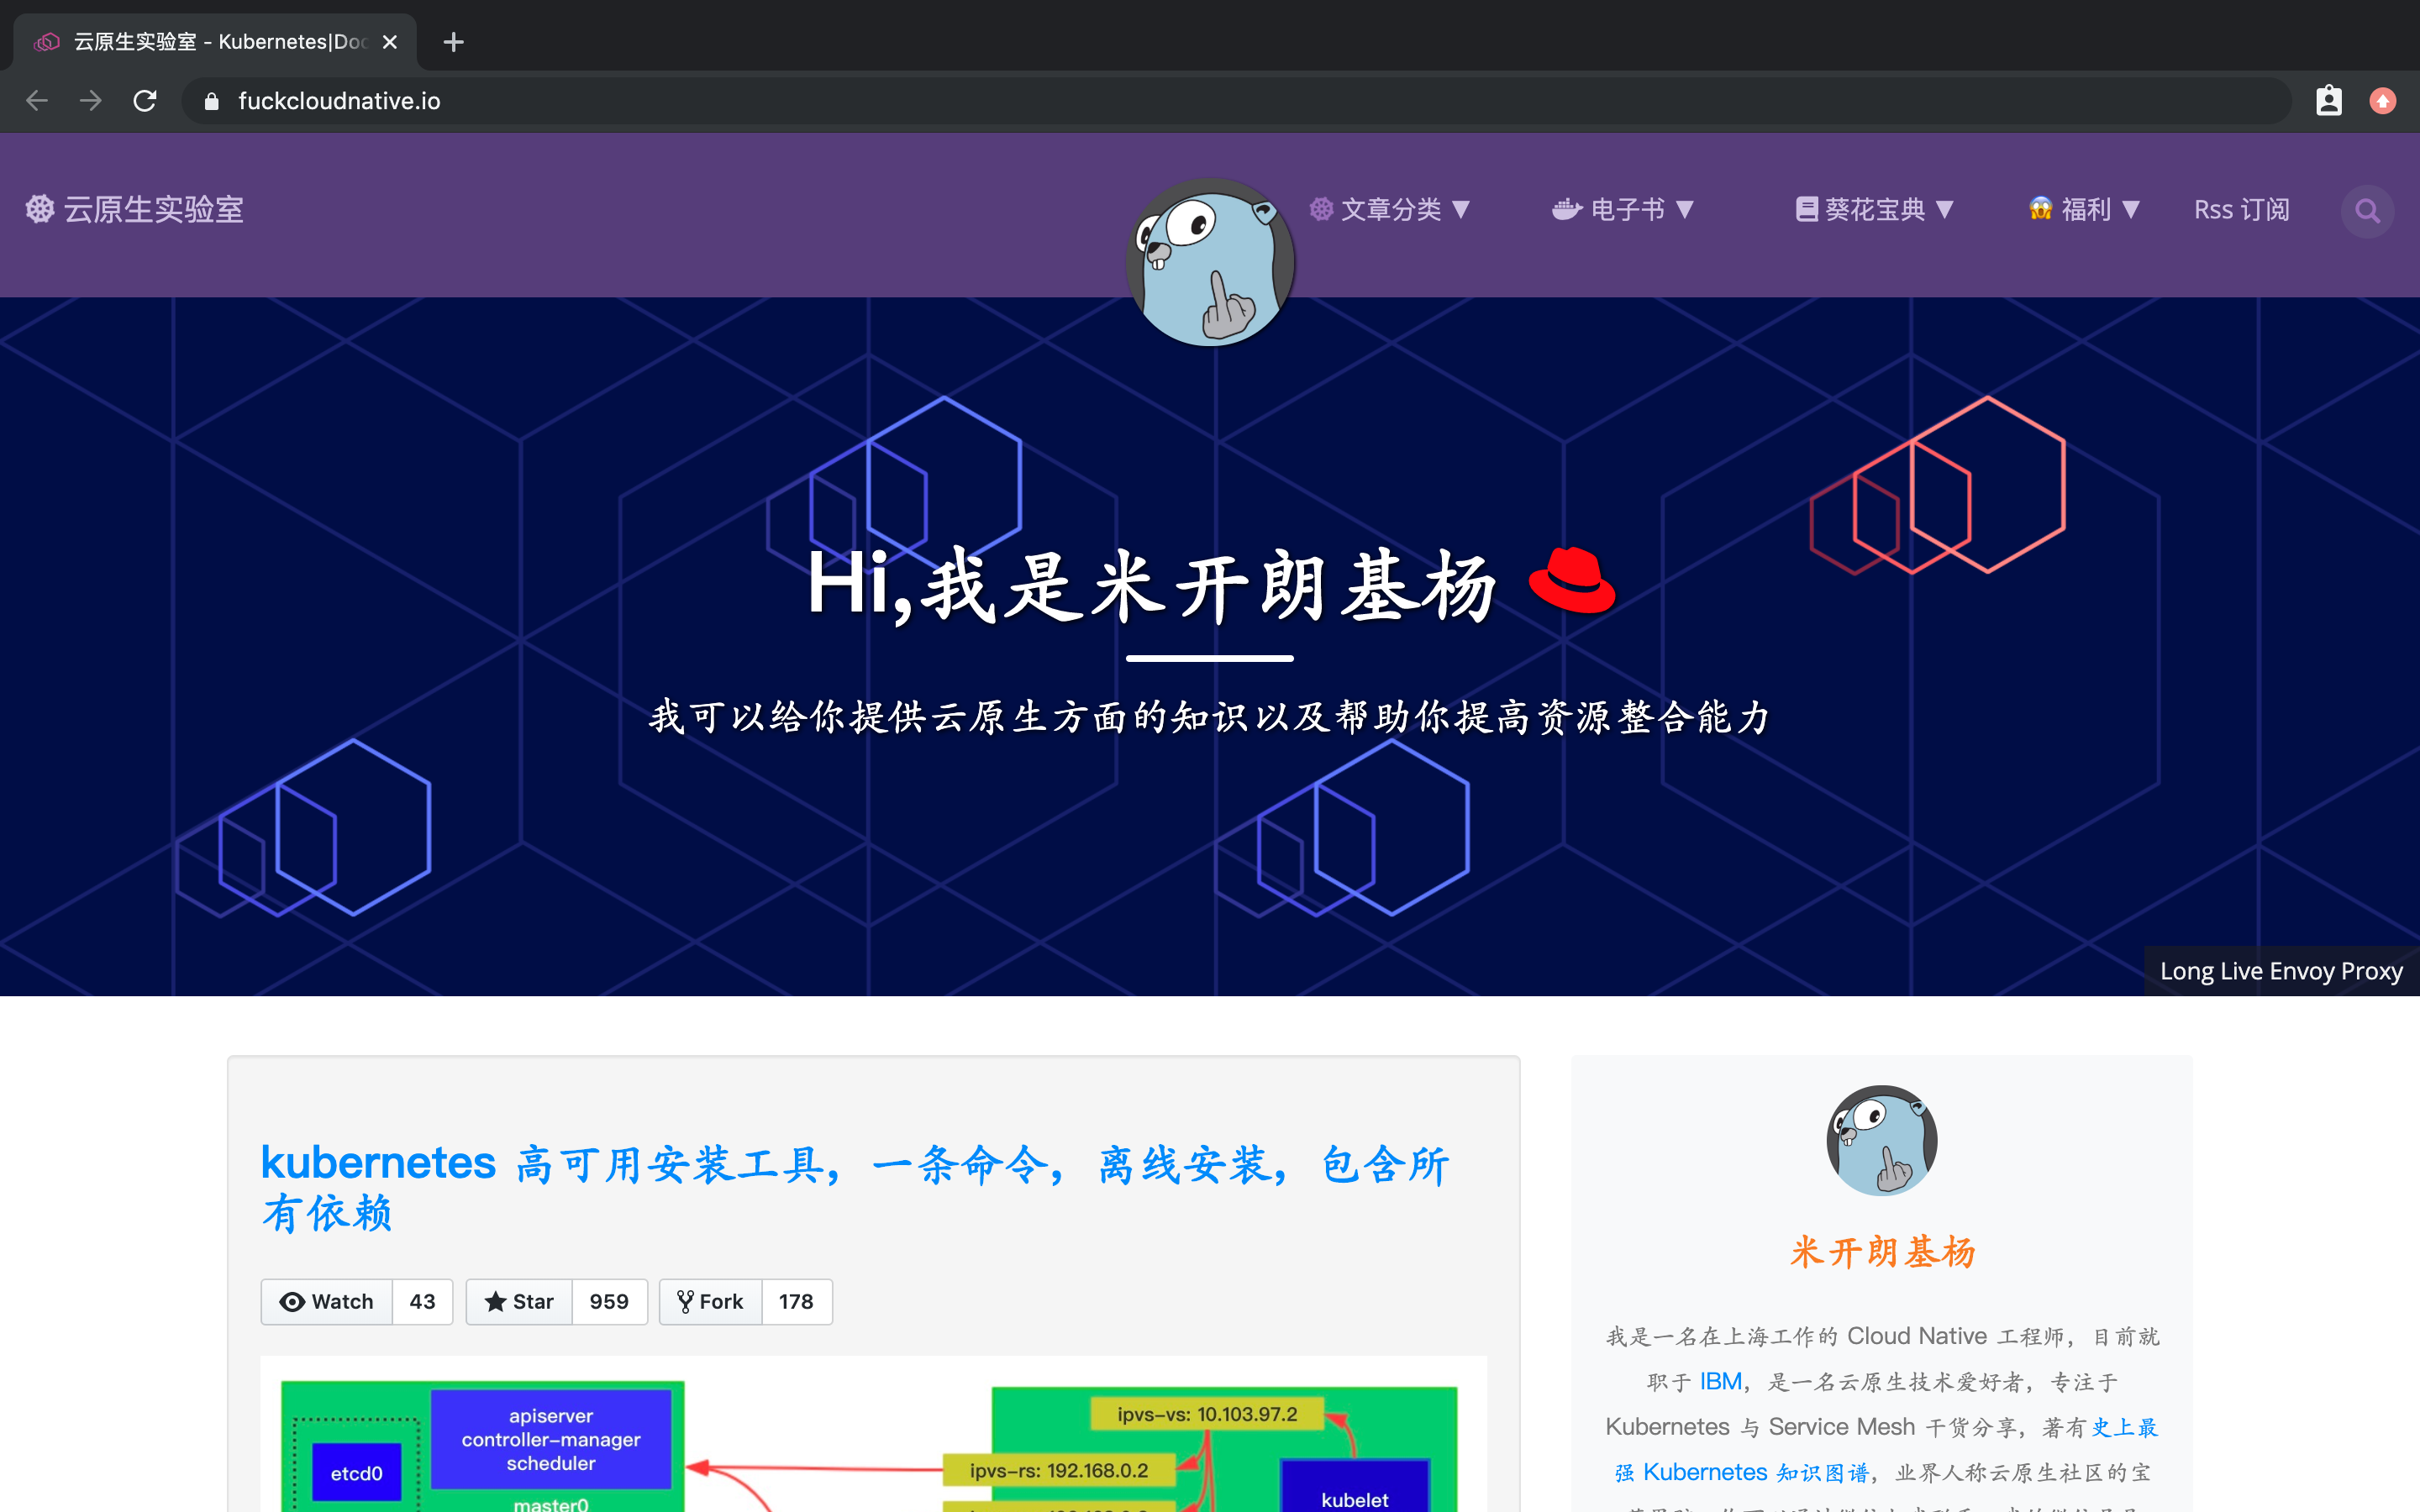 云原生实验室 - Kubernetes|Doc
fuckcloudnative.io
云原生实验室
文章分类 ▼
电子书 ▼
葵花宝典 ▼
福利 ▼
Rss 订阅
Hi,我是米开朗基杨
我可以给你提供云原生方面的知识以及帮助你提高资源整合能力
Long Live Envoy Proxy
kubernetes 高可用安装工具，一条命令，离线安装，包含所
有依赖
Watch 43
Star 959
Fork 178
apiserver
controller-manager
scheduler
etcd0
master0
ipvs-vs: 10.103.97.2
ipvs-rs: 192.168.0.2
kubelet
米开朗基杨
我是一名在上海工作的 Cloud Native 工程师，目前就
职于 IBM，是一名云原生技术爱好者，专注于
Kubernetes 与 Service Mesh 干货分享，著有史上最
强 Kubernetes 知识图谱，业界人称云原生社区的宝